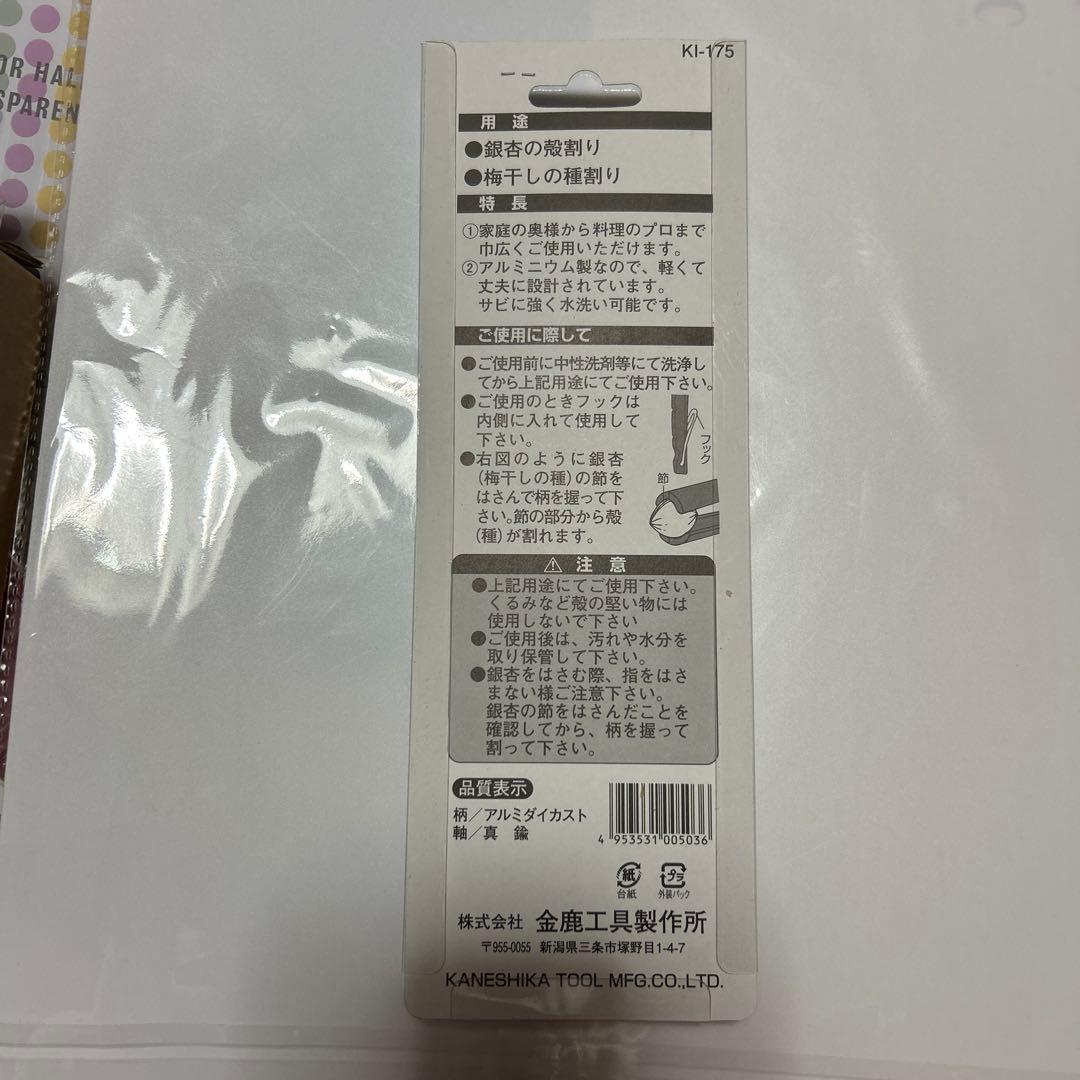 OR HAL
SPAREN
KI-175
用途
●銀杏の殻割り
●梅干しの種割り
特長
①家庭の奥様から料理のプロまで
巾広くご使用いただけます。
②アルミニウム製なので、軽くて
丈夫に設計されています。
サビに強く水洗い可能です。
ご使用に際して
●ご使用前に中性洗剤等にて洗浄し
てから上記用途にてご使用下さい。
●ご使用のときフックは
内側に入れて使用して
下さい。
フック
●右図のように銀杏
(梅干しの種)の節を
はさんで柄を握って下
さい。節の部分から殻
(種)が割れます。
節
⚠ 注意
●上記用途にてご使用下さい。
くるみなど殻の堅い物には
使用しないで下さい
●ご使用後は、汚れや水分を
取り保管して下さい。
●銀杏をはさむ際、指をはさ
まない様ご注意下さい。
銀杏の節をはさんだことを
確認してから、柄を握って
割って下さい。
品質表示
柄/アルミダイカスト
軸/真鍮
4 953531 005036
紙
台紙
プラ
外装パック
株式会社 金鹿工具製作所
〒955-0055 新潟県三条市塚野目1-4-7
KANESHIKA TOOL MFG.CO.,LTD.